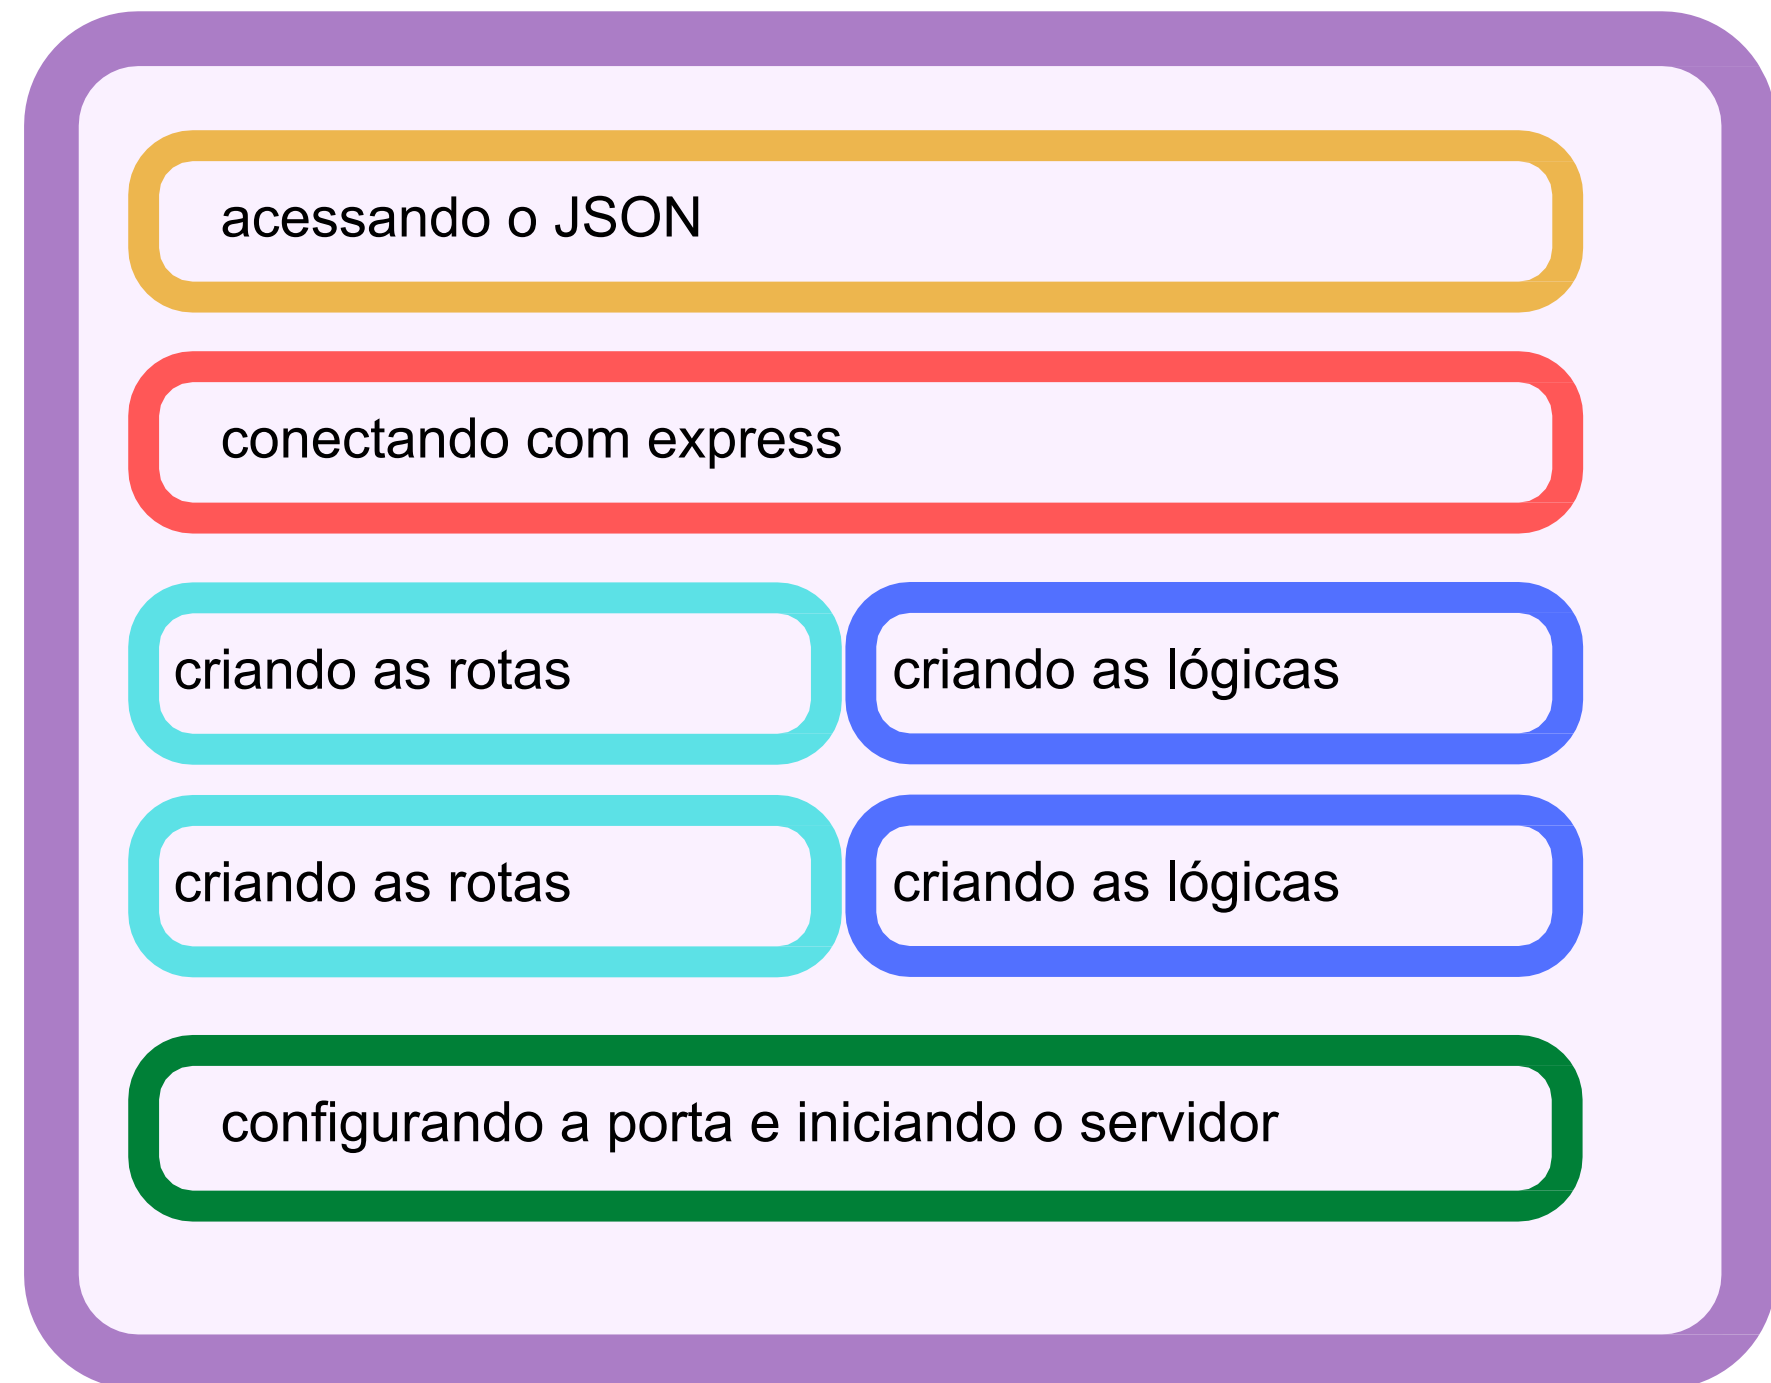 acessando o JSON
conectando com express
criando as rotas
criando as lógicas
criando as rotas
criando as lógicas
configurando a porta e iniciando o servidor